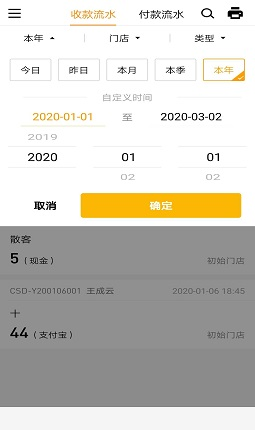 收款流水 付款流水
本年 门店 类型
今日 昨日 本月 本季 本年
自定义时间
2020-01-01 至 2020-03-02
2019
2020 01 01
02 02
取消 确定
散客
5（现金） 初始门店
CSD-Y200106001 王成云 2020-01-06 18:45
十
44（支付宝） 初始门店